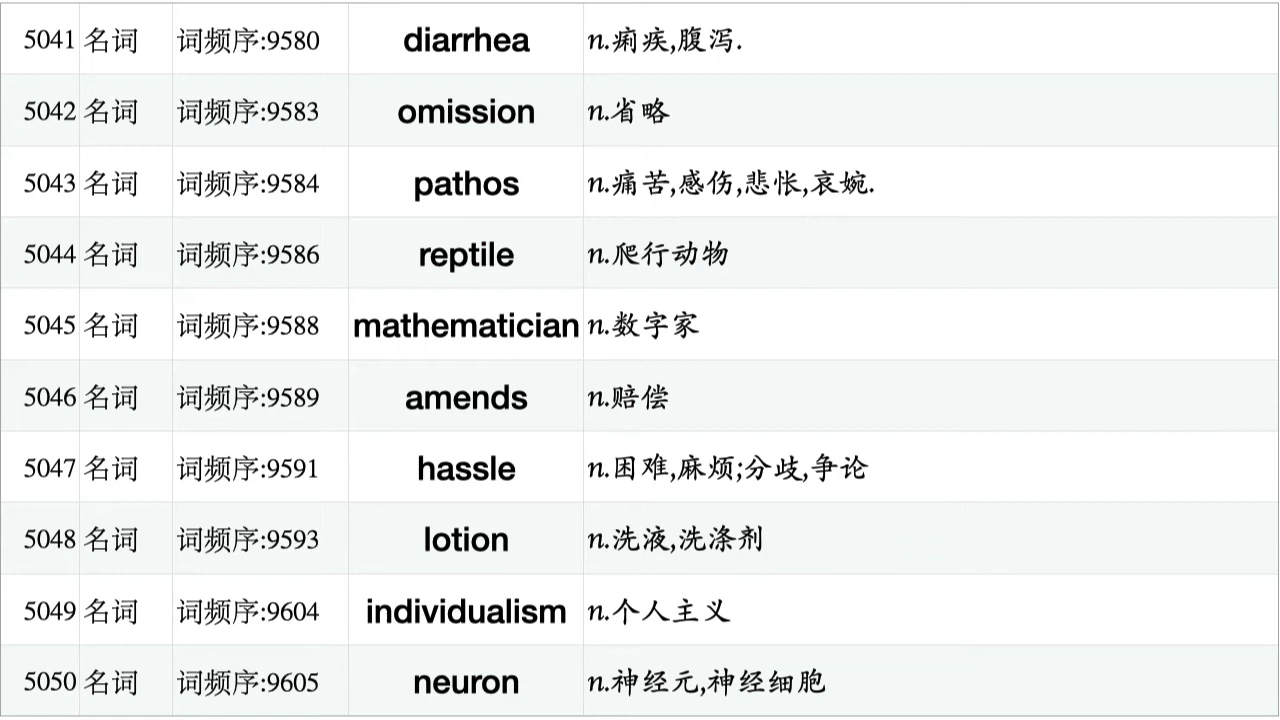 5041 名词 词频序:9580 diarrhea n.痢疾,腹泻.
5042 名词 词频序:9583 omission n.省略
5043 名词 词频序:9584 pathos n.痛苦,感伤,悲怅,哀婉.
5044 名词 词频序:9586 reptile n.爬行动物
5045 名词 词频序:9588 mathematician n.数字家
5046 名词 词频序:9589 amends n.赔偿
5047 名词 词频序:9591 hassle n.困难,麻烦;分歧,争论
5048 名词 词频序:9593 lotion n.洗液,洗涤剂
5049 名词 词频序:9604 individualism n.个人主义
5050 名词 词频序:9605 neuron n.神经元,神经细胞